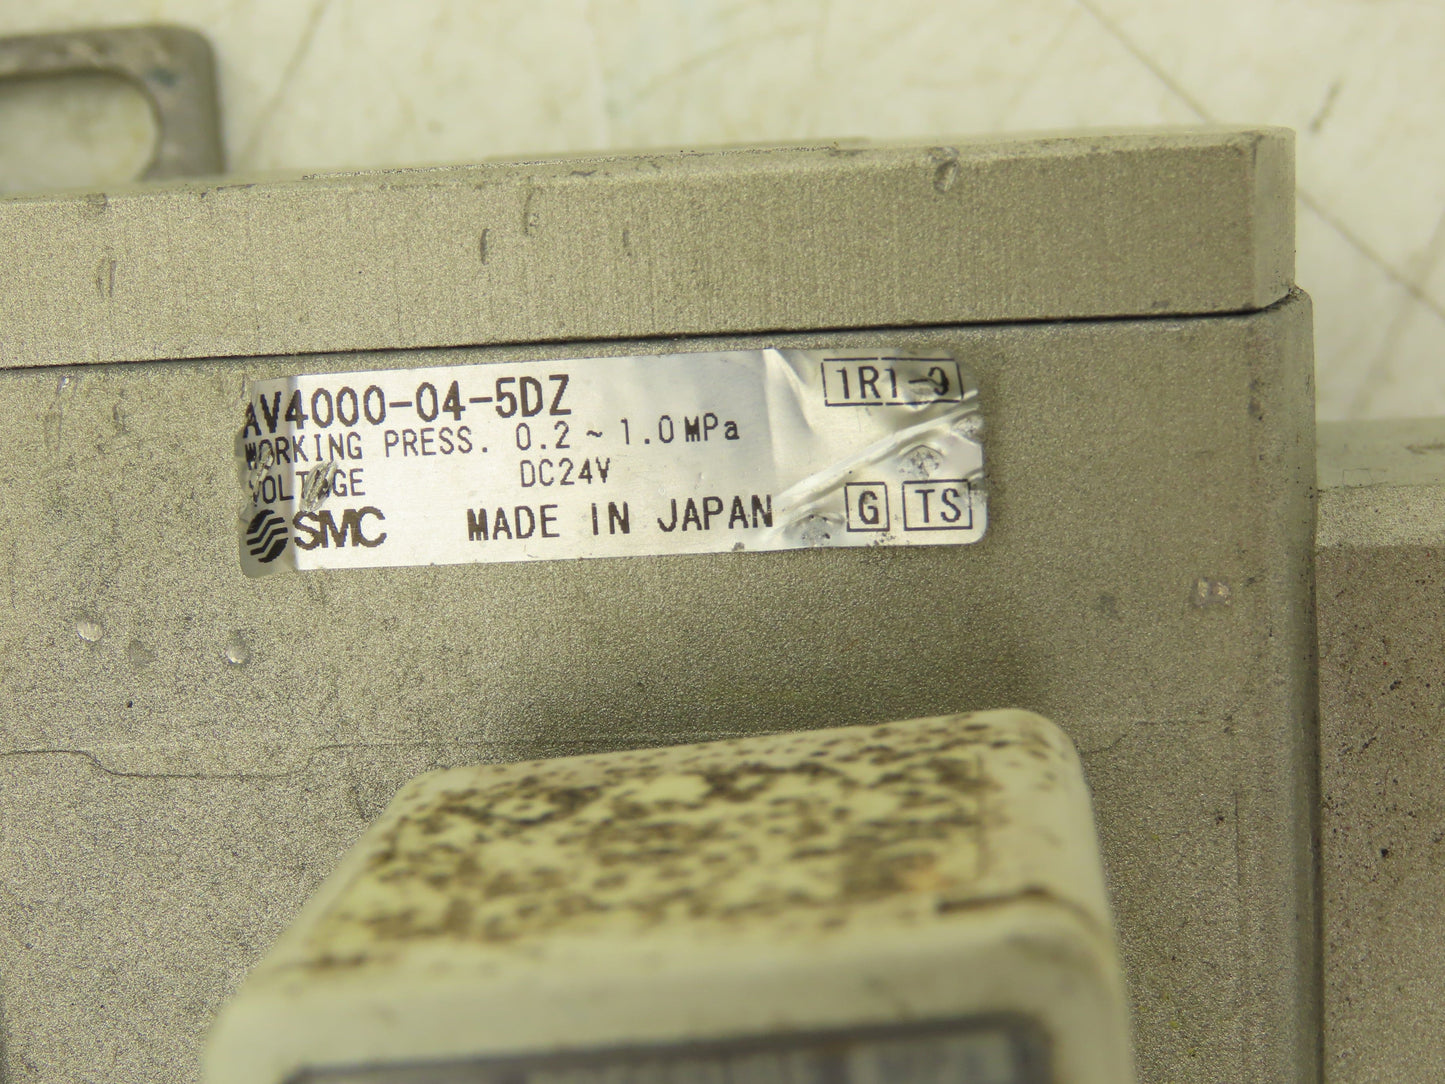 AV4000-04-5DZ 1R1-9
WORKING PRESS. 0.2 ~ 1.0 MPa
VOLTAGE DC24V
SMC MADE IN JAPAN G TS